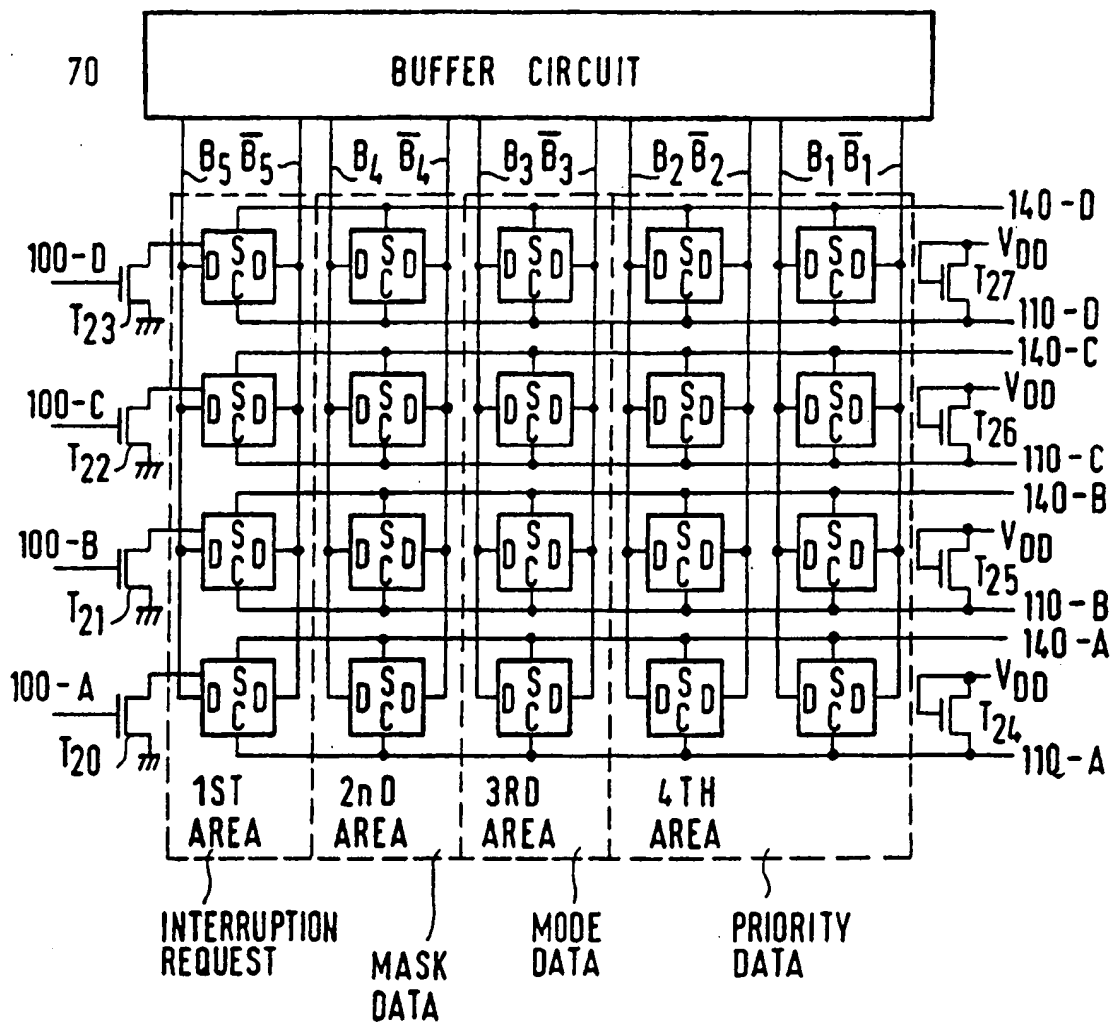 70 BUFFER CIRCUIT
B5 B̅5 B4 B̅4 B3 B̅3 B2 B̅2 B1 B̅1
140-D
100-D D S C D D S C D D S C D D S C D D S C D VDD
T23 T27
110-D
140-C
100-C D S C D D S C D D S C D D S C D D S C D VDD
T22 T26
110-C
140-B
100-B D S C D D S C D D S C D D S C D D S C D VDD
T21 T25
110-B
140-A
100-A D S C D D S C D D S C D D S C D D S C D VDD
T20 T24
11Q-A
1ST AREA
2nD AREA
3RD AREA
4TH AREA
INTERRUPTION REQUEST
MASK DATA
MODE DATA
PRIORITY DATA